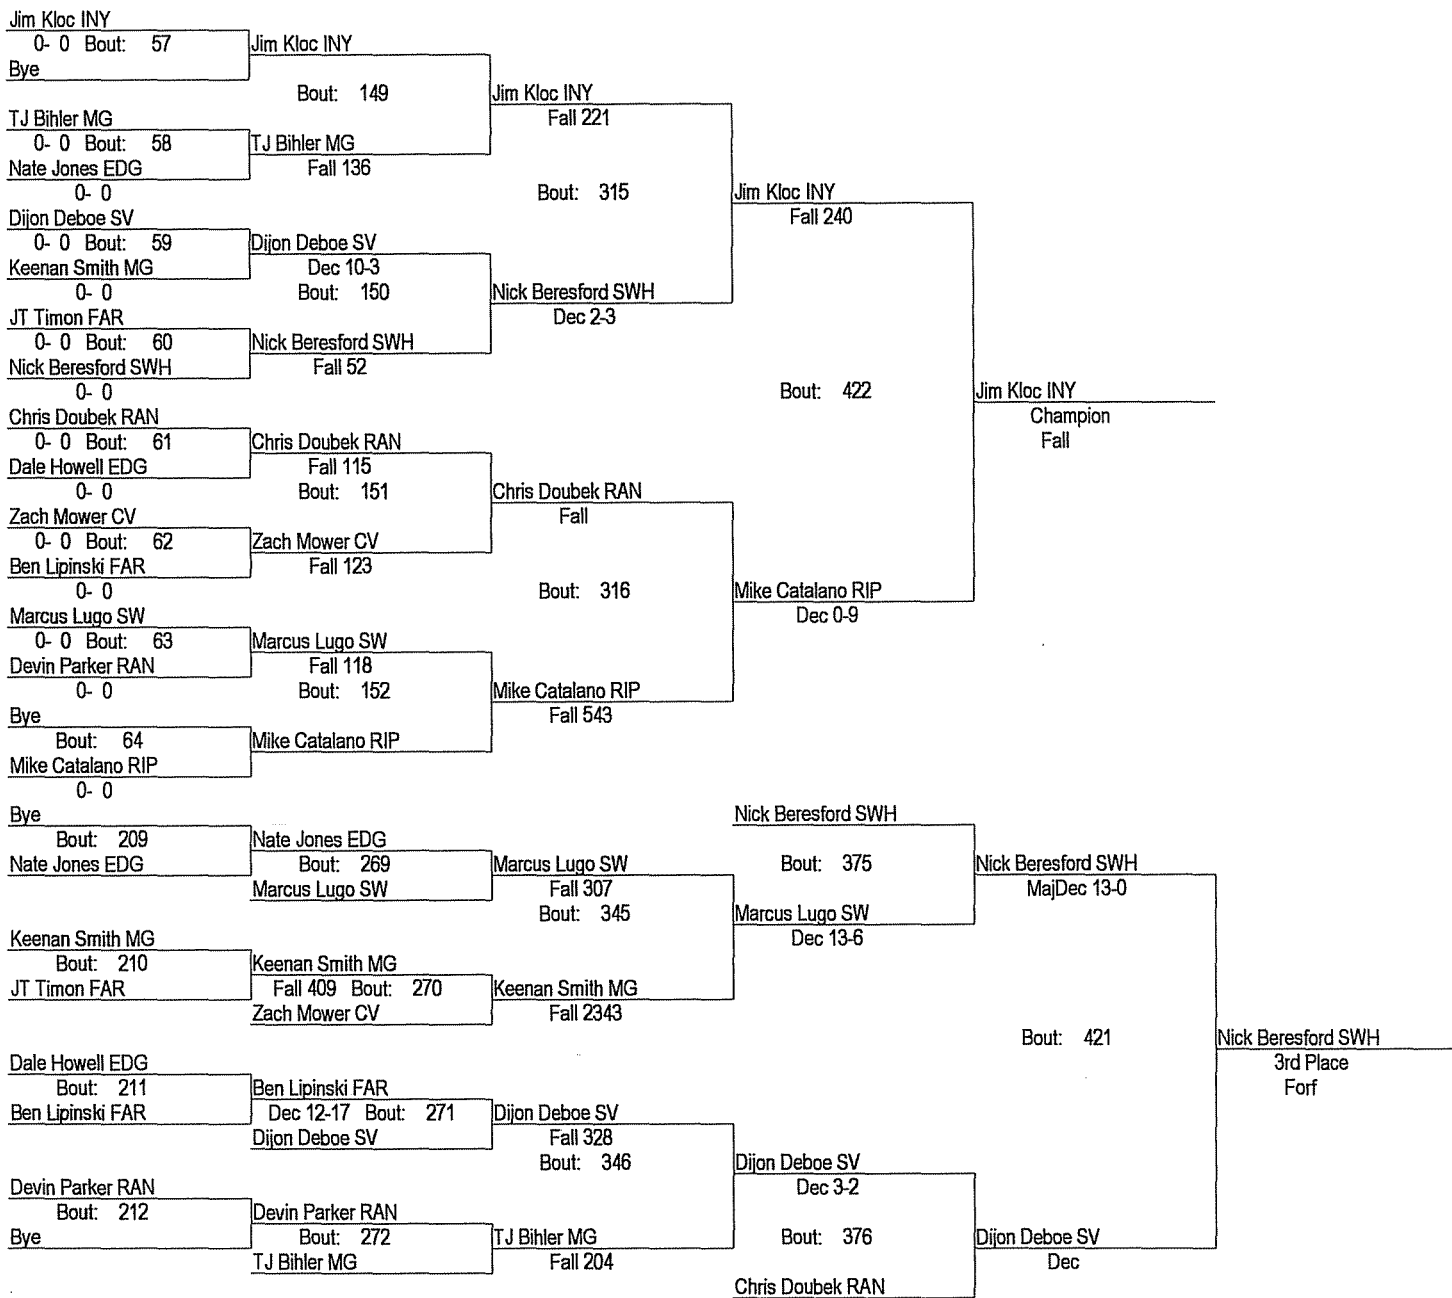 Jim Kloc INY
0- 0 Bout: 57
Bye
TJ Bihler MG
0- 0 Bout: 58
Nate Jones EDG
0- 0
Dijon Deboe SV
0- 0 Bout: 59
Keenan Smith MG
0- 0
JT Timon FAR
0- 0 Bout: 60
Nick Beresford SWH
0- 0
Chris Doubek RAN
0- 0 Bout: 61
Dale Howell EDG
0- 0
Zach Mower CV
0- 0 Bout: 62
Ben Lipinski FAR
0- 0
Marcus Lugo SW
0- 0 Bout: 63
Devin Parker RAN
0- 0
Bye
Bout: 64
Mike Catalano RIP
0- 0
Jim Kloc INY
Bout: 149
TJ Bihler MG
Fall 136
Dijon Deboe SV
Dec 10-3
Bout: 150
Nick Beresford SWH
Fall 52
Chris Doubek RAN
Fall 115
Bout: 151
Zach Mower CV
Fall 123
Marcus Lugo SW
Fall 118
Bout: 152
Mike Catalano RIP
Jim Kloc INY
Fall 221
Bout: 315
Nick Beresford SWH
Dec 2-3
Chris Doubek RAN
Fall
Bout: 316
Mike Catalano RIP
Fall 543
Jim Kloc INY
Fall 240
Bout: 422
Mike Catalano RIP
Dec 0-9
Jim Kloc INY
Champion
Fall
Bye
Bout: 209
Nate Jones EDG
Keenan Smith MG
Bout: 210
JT Timon FAR
Dale Howell EDG
Bout: 211
Ben Lipinski FAR
Devin Parker RAN
Bout: 212
Bye
Nate Jones EDG
Bout: 269
Marcus Lugo SW
Keenan Smith MG
Fall 409 Bout: 270
Zach Mower CV
Ben Lipinski FAR
Dec 12-17 Bout: 271
Dijon Deboe SV
Devin Parker RAN
Bout: 272
TJ Bihler MG
Marcus Lugo SW
Fall 307
Bout: 345
Keenan Smith MG
Fall 2343
Dijon Deboe SV
Fall 328
Bout: 346
TJ Bihler MG
Fall 204
Nick Beresford SWH
Bout: 375
Marcus Lugo SW
Dec 13-6
Dijon Deboe SV
Dec 3-2
Bout: 376
Chris Doubek RAN
Nick Beresford SWH
MajDec 13-0
Bout: 421
Dijon Deboe SV
Dec
Nick Beresford SWH
3rd Place
Forf